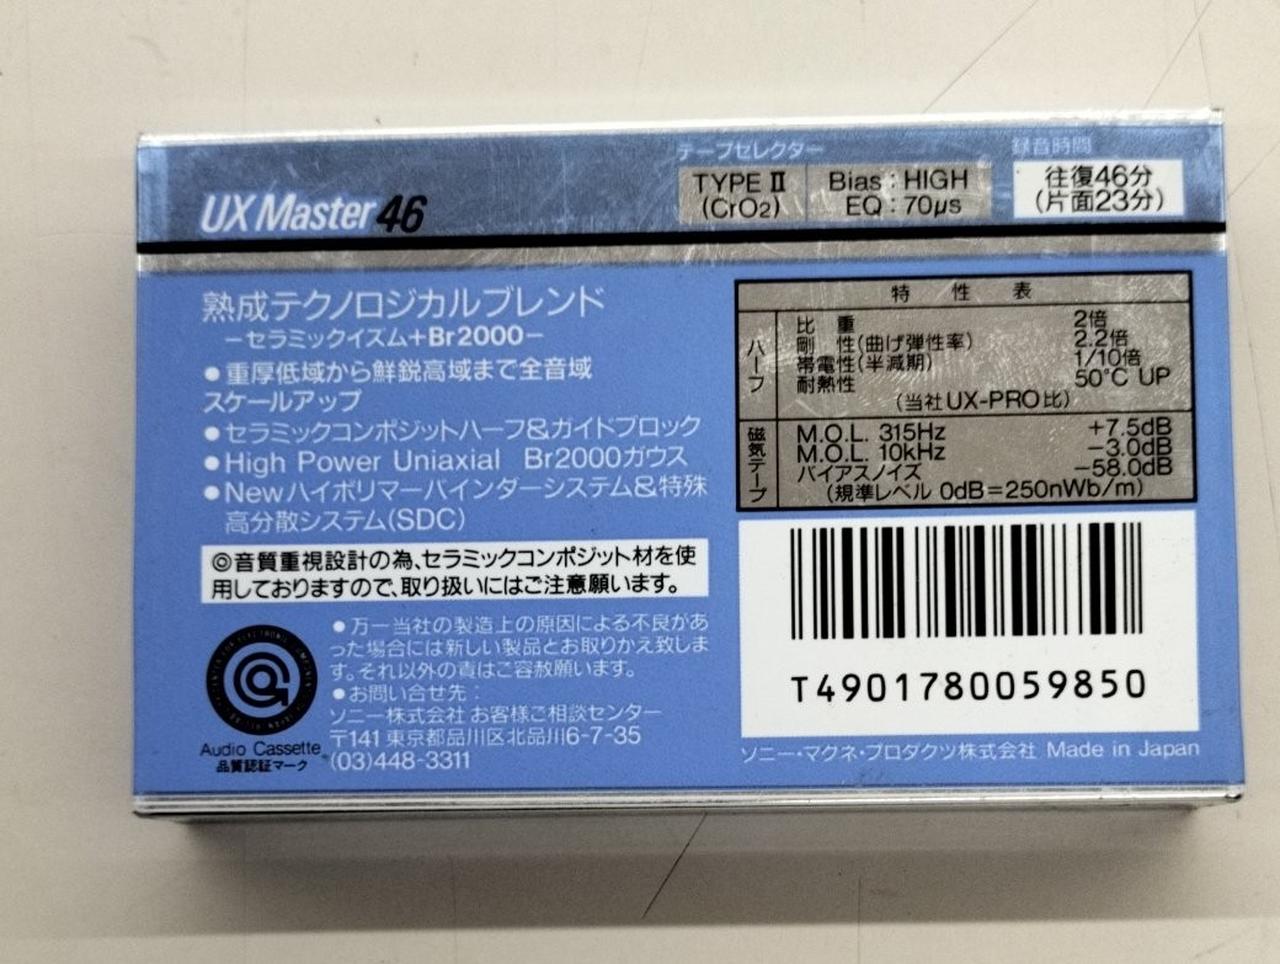 UX Master 46
テープセレクター
TYPE II
(CrO2)
Bias : HIGH
EQ : 70μs
録音時間
往復46分
(片面23分)
熟成テクノロジカルブレンド
−セラミックイズム+Br2000−
●重厚低域から鮮鋭高域まで全音域
スケールアップ
●セラミックコンポジットハーフ&ガイドブロック
●High Power Uniaxial Br2000ガウス
●Newハイポリマーバインダーシステム&特殊
高分散システム(SDC)
◎音質重視設計の為、セラミックコンポジット材を使
用しておりますので、取り扱いにはご注意願います。
●万一当社の製造上の原因による不良があ
った場合には新しい製品とお取りかえ致しま
す。それ以外の責はご容赦願います。
●お問い合せ先：
ソニー株式会社 お客様ご相談センター
〒141 東京都品川区北品川6-7-35
(03)448-3311
Audio Cassette
品質認証マーク
特性表
ハーフ
比重 2倍
剛性(曲げ弾性率) 2.2倍
帯電性(半減期) 1/10倍
耐熱性 50°C UP
(当社UX-PRO比)
磁気テープ
M.O.L. 315Hz +7.5dB
M.O.L. 10kHz −3.0dB
バイアスノイズ −58.0dB
(規準レベル 0dB=250nWb/m)
T4901780059850
ソニー・マグネ・プロダクツ株式会社 Made in Japan